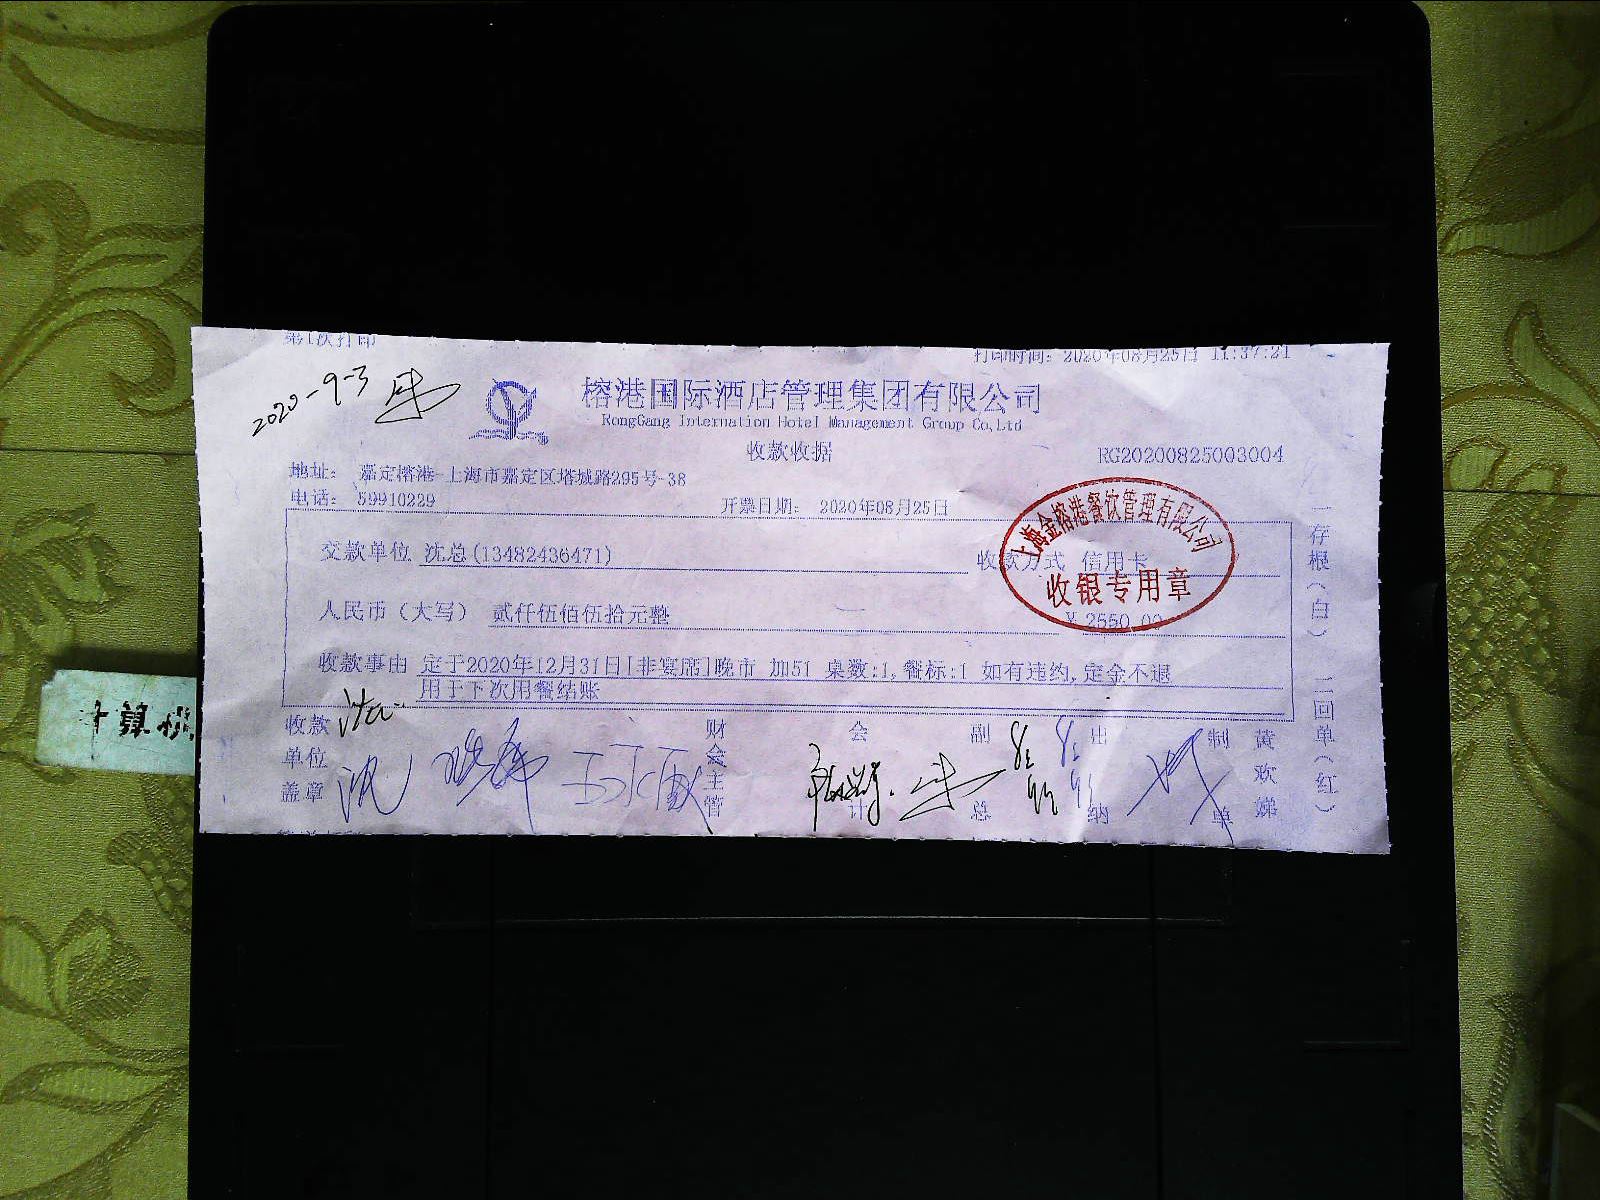 第1次打印
打印时间：2020年08月25日 11:37:21
2020-9-3
榕港国际酒店管理集团有限公司
RongGang Internation Hotel Management Group Co,Ltd
收款收据
RG20200825003004
地址： 嘉定榕港-上海市嘉定区塔城路295号-38
电话： 59910229
开票日期： 2020年08月25日
交款单位 沈总(13482436471)
收款方式 信用卡
上海金榕港餐饮管理有限公司
收银专用章
人民币（大写） 贰仟伍佰伍拾元整
￥2550.00
收款事由 定于2020年12月31日[非宴席]晚市 加51 桌数:1,餐标:1 如有违约,定金不退
用于下次用餐结账
收款单位盖章
财会主管
会计
副总
出纳
制单
黄欢娣
一存根（白）
二回单（红）